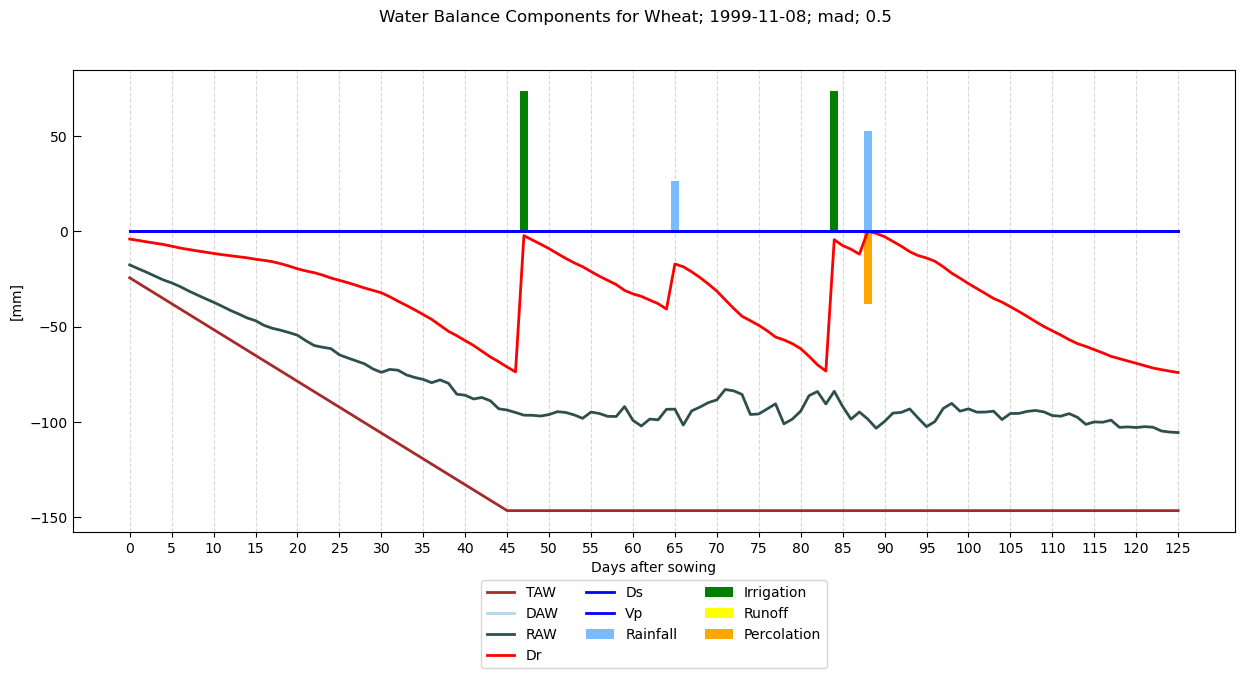 Water Balance Components for Wheat; 1999-11-08; mad; 0.5
50
0
−50
−100
−150
[mm]
0 5 10 15 20 25 30 35 40 45 50 55 60 65 70 75 80 85 90 95 100 105 110 115 120 125
Days after sowing
TAW Ds Irrigation
DAW Vp Runoff
RAW Rainfall Percolation
Dr